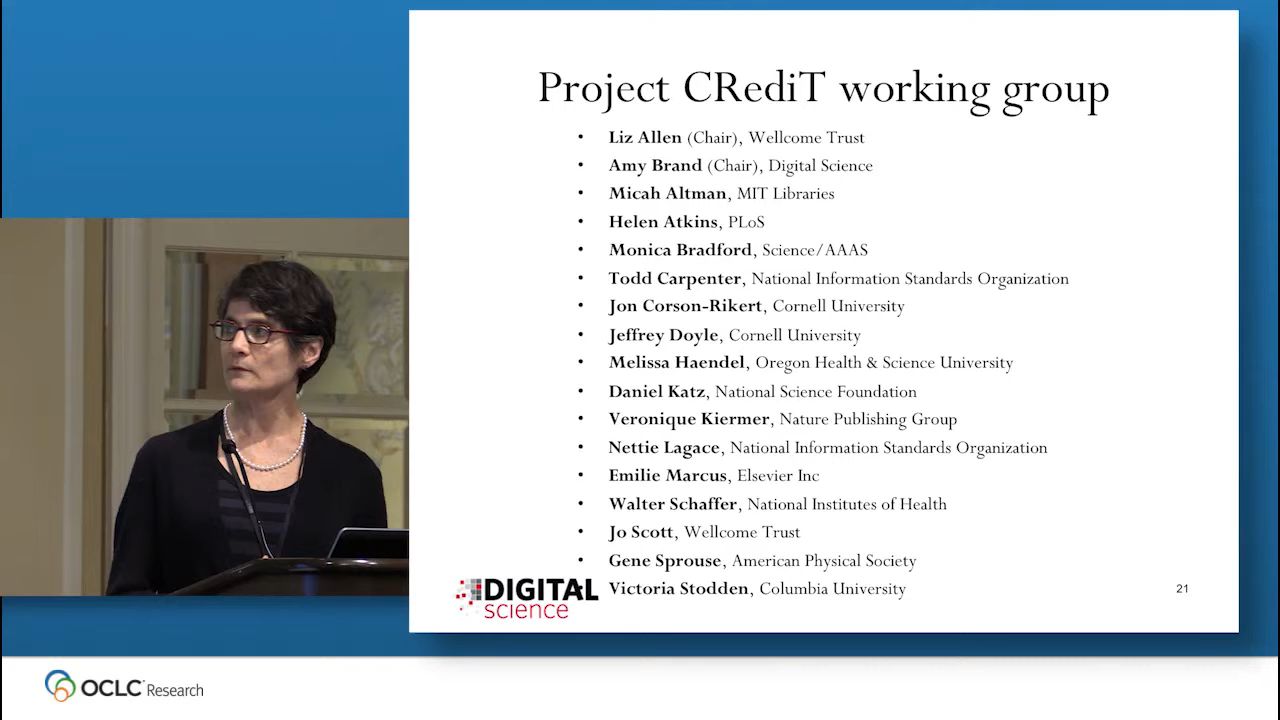 Project CRediT working group
• Liz Allen (Chair), Wellcome Trust
• Amy Brand (Chair), Digital Science
• Micah Altman, MIT Libraries
• Helen Atkins, PLoS
• Monica Bradford, Science/AAAS
• Todd Carpenter, National Information Standards Organization
• Jon Corson-Rikert, Cornell University
• Jeffrey Doyle, Cornell University
• Melissa Haendel, Oregon Health & Science University
• Daniel Katz, National Science Foundation
• Veronique Kiermer, Nature Publishing Group
• Nettie Lagace, National Information Standards Organization
• Emilie Marcus, Elsevier Inc
• Walter Schaffer, National Institutes of Health
• Jo Scott, Wellcome Trust
• Gene Sprouse, American Physical Society
Victoria Stodden, Columbia University
DIGITAL
science
21
OCLC Research